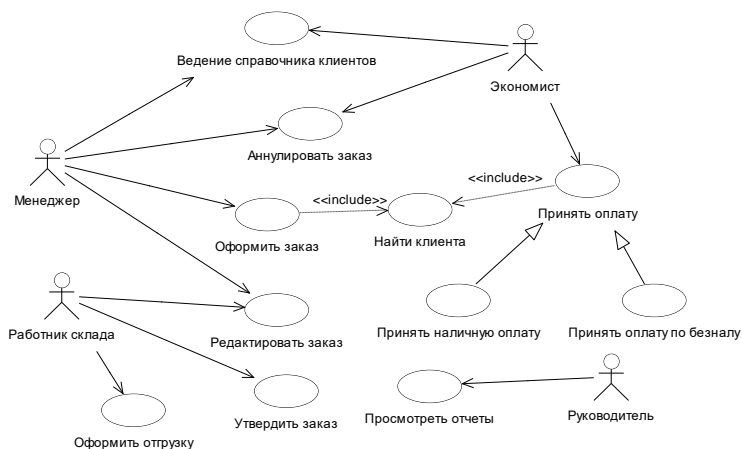 Ведение справочника клиентов
Экономист
Аннулировать заказ
Менеджер
<<include>>
<<include>>
Принять оплату
Оформить заказ
Найти клиента
Работник склада
Редактировать заказ
Принять наличную оплату
Принять оплату по безналу
Утвердить заказ
Просмотреть отчеты
Руководитель
Оформить отгрузку